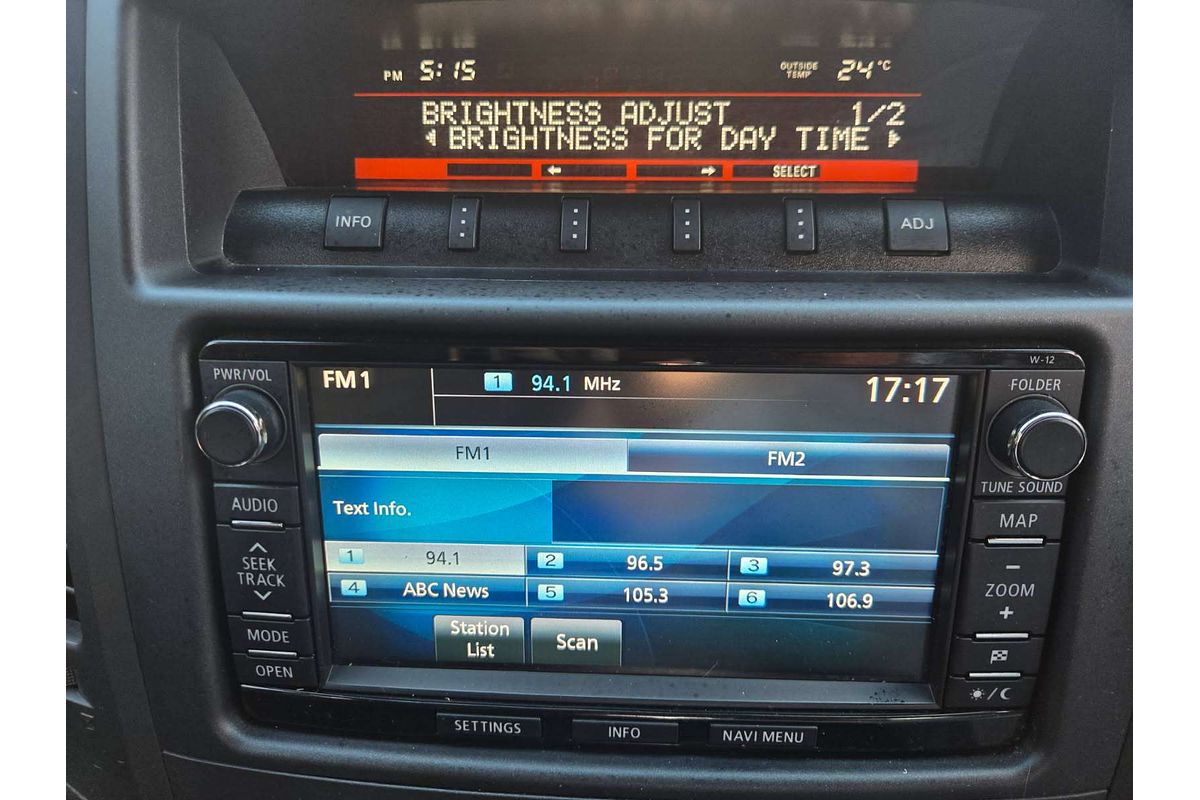 PM 5:15 OUTSIDE TEMP 24°C
BRIGHTNESS ADJUST 1/2
BRIGHTNESS FOR DAY TIME
SELECT
INFO ADJ
W-12
PWR/VOL FOLDER
FM1 1 94.1 MHz 17:17
FM1 FM2
TUNE SOUND
AUDIO Text Info. MAP
SEEK
TRACK
1 94.1 2 96.5 3 97.3
4 ABC News 5 105.3 6 106.9
− ZOOM +
MODE
Station List
Scan
OPEN
SETTINGS INFO NAVI MENU